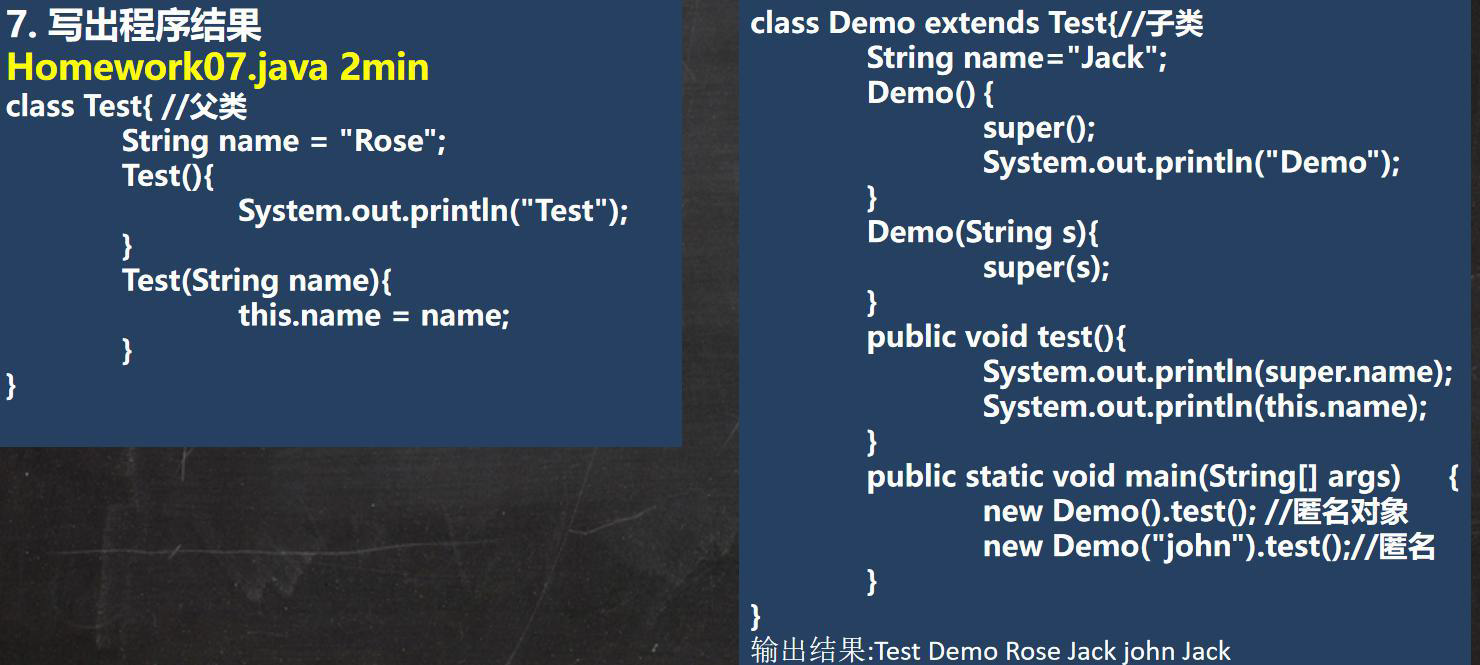 7. 写出程序结果
Homework07.java 2min
class Test{ //父类
String name = "Rose";
Test(){
System.out.println("Test");
}
Test(String name){
this.name = name;
}
}
class Demo extends Test{//子类
String name="Jack";
Demo() {
super();
System.out.println("Demo");
}
Demo(String s){
super(s);
}
public void test(){
System.out.println(super.name);
System.out.println(this.name);
}
public static void main(String[] args) {
new Demo().test(); //匿名对象
new Demo("john").test();//匿名
}
}
输出结果:Test Demo Rose Jack john Jack